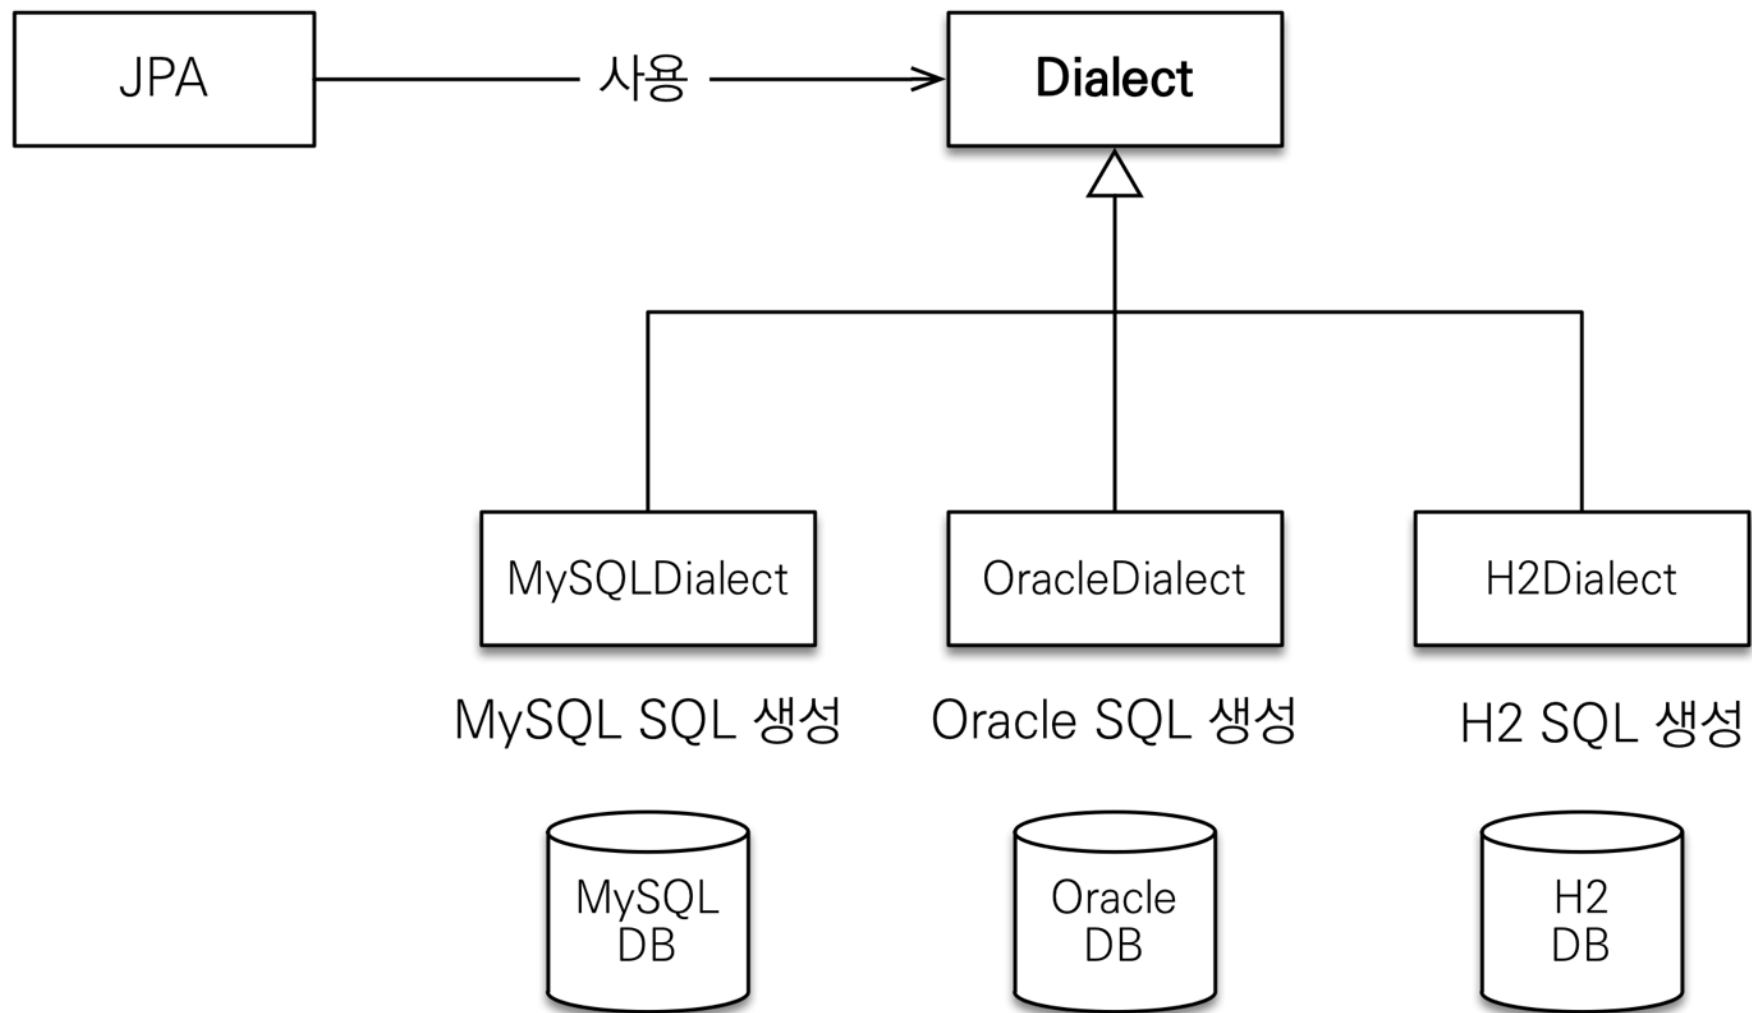 JPA
사용
Dialect
MySQLDialect
OracleDialect
H2Dialect
MySQL SQL 생성
Oracle SQL 생성
H2 SQL 생성
MySQL
DB
Oracle
DB
H2
DB